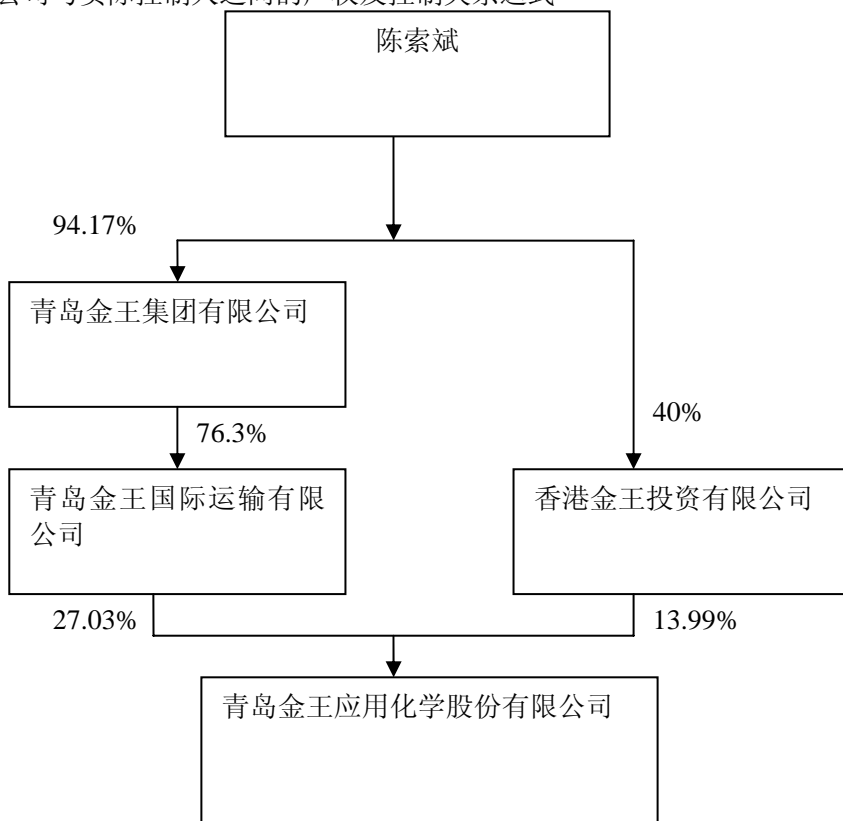 陈索斌
94.17%
青岛金王集团有限公司
76.3%
40%
青岛金王国际运输有限
公司
香港金王投资有限公司
27.03%
13.99%
青岛金王应用化学股份有限公司